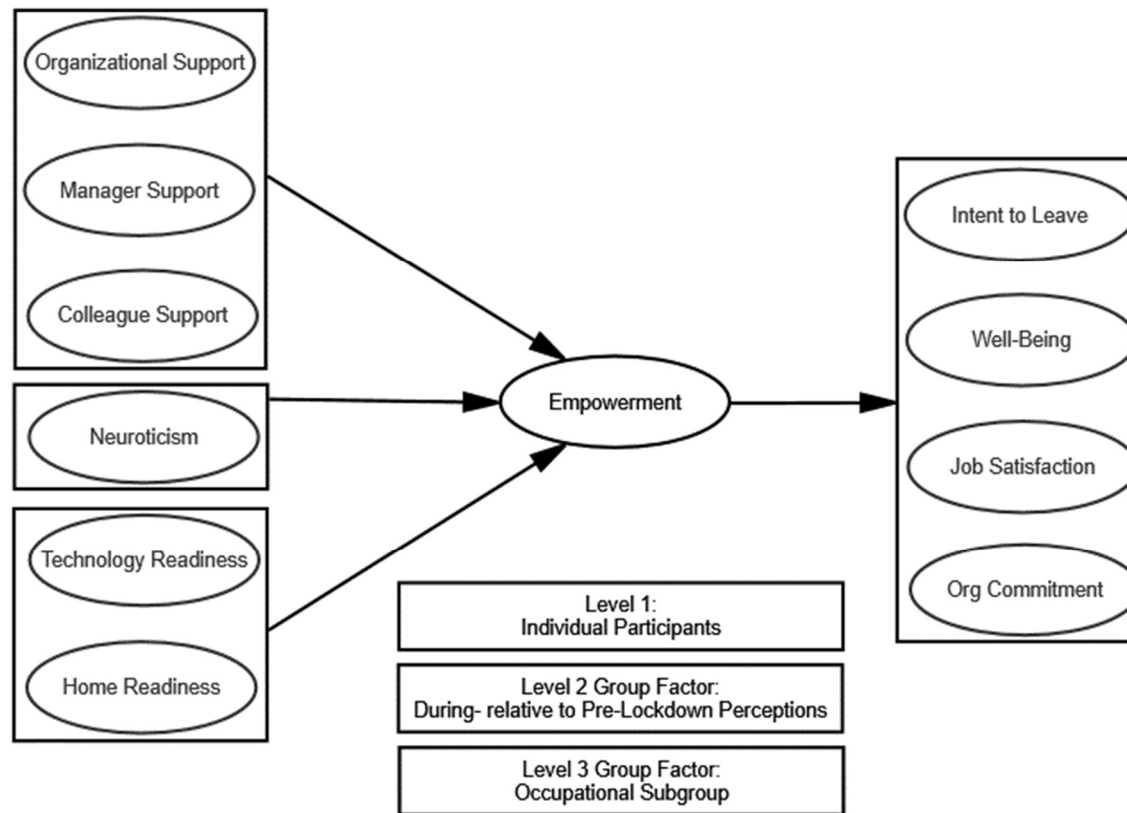 Organizational Support
Manager Support
Colleague Support
Neuroticism
Technology Readiness
Home Readiness
Empowerment
Level 1:
Individual Participants
Level 2 Group Factor:
During- relative to Pre-Lockdown Perceptions
Level 3 Group Factor:
Occupational Subgroup
Intent to Leave
Well-Being
Job Satisfaction
Org Commitment